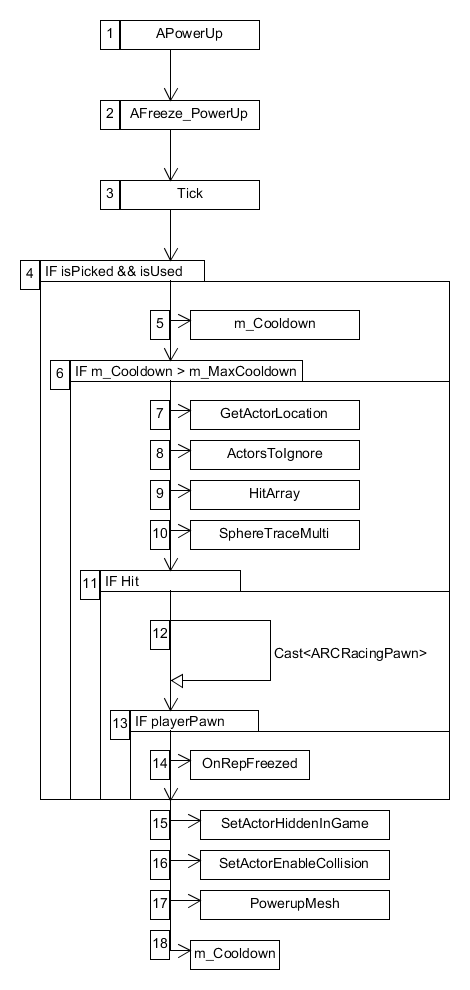 1 APowerUp
2 AFreeze_PowerUp
3 Tick
4 IF isPicked && isUsed
5 m_Cooldown
6 IF m_Cooldown > m_MaxCooldown
7 GetActorLocation
8 ActorsToIgnore
9 HitArray
10 SphereTraceMulti
11 IF Hit
12
Cast<ARCRacingPawn>
13 IF playerPawn
14 OnRepFreezed
15 SetActorHiddenInGame
16 SetActorEnableCollision
17 PowerupMesh
18 m_Cooldown